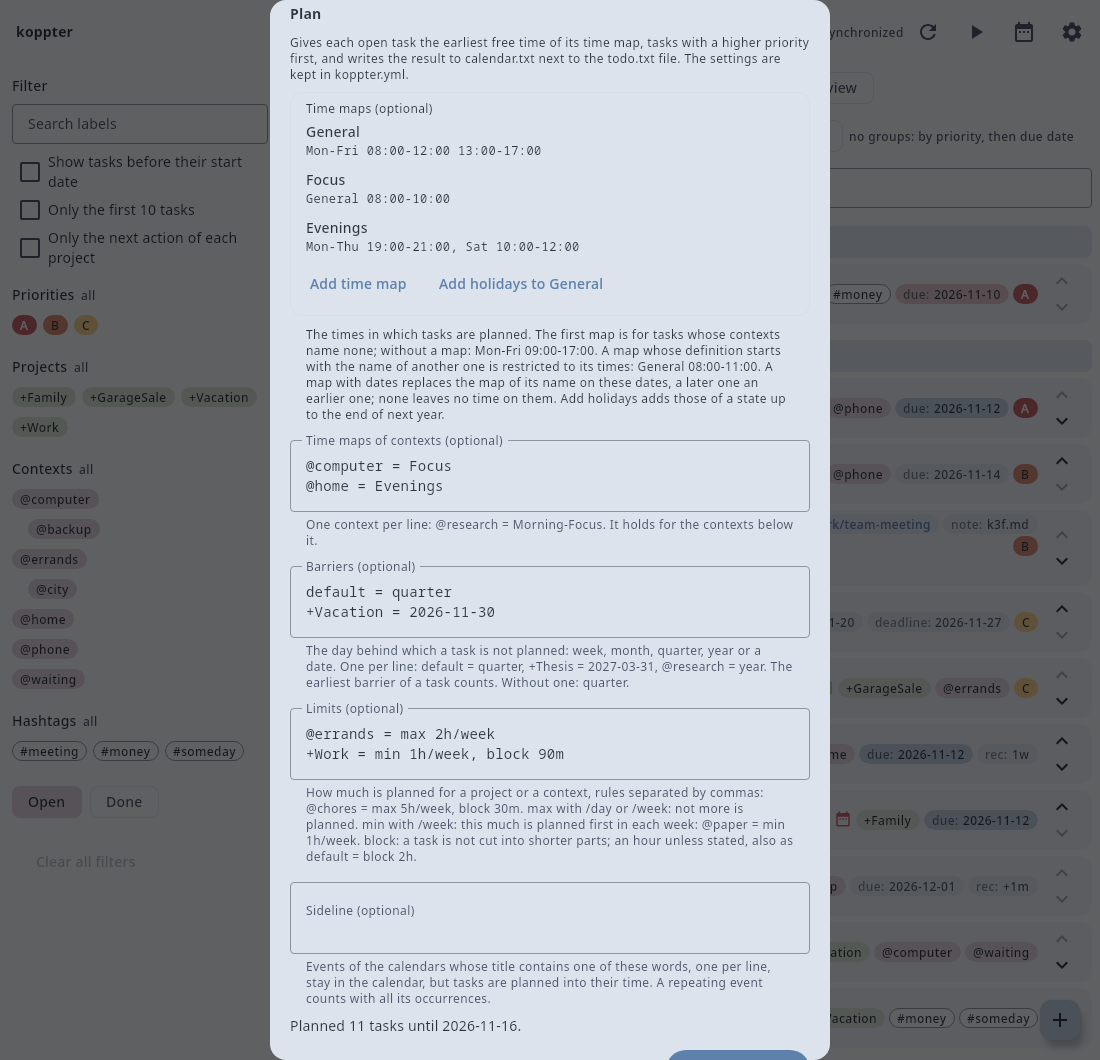 koppter
Filter
Search labels
Show tasks before their start
date
Only the first 10 tasks
Only the next action of each
project
Priorities all
A B C
Projects all
+Family +GarageSale +Vacation
+Work
Contexts all
@computer
@backup
@errands
@city
@home
@phone
@waiting
Hashtags all
#meeting #money #someday
Open Done
Clear all filters
Plan
Gives each open task the earliest free time of its time map, tasks with a higher priority
first, and writes the result to calendar.txt next to the todo.txt file. The settings are
kept in koppter.yml.
Time maps (optional)
General
Mon-Fri 08:00-12:00 13:00-17:00
Focus
General 08:00-10:00
Evenings
Mon-Thu 19:00-21:00, Sat 10:00-12:00
Add time map Add holidays to General
The times in which tasks are planned. The first map is for tasks whose contexts
name none; without a map: Mon-Fri 09:00-17:00. A map whose definition starts
with the name of another one is restricted to its times: General 08:00-11:00. A
map with dates replaces the map of its name on these dates, a later one an
earlier one; none leaves no time on them. Add holidays adds those of a state up
to the end of next year.
Time maps of contexts (optional)
@computer = Focus
@home = Evenings
One context per line: @research = Morning-Focus. It holds for the contexts below
it.
Barriers (optional)
default = quarter
+Vacation = 2026-11-30
The day behind which a task is not planned: week, month, quarter, year or a
date. One per line: default = quarter, +Thesis = 2027-03-31, @research = year. The
earliest barrier of a task counts. Without one: quarter.
Limits (optional)
@errands = max 2h/week
+Work = min 1h/week, block 90m
How much is planned for a project or a context, rules separated by commas:
@chores = max 5h/week, block 30m. max with /day or /week: not more is
planned. min with /week: this much is planned first in each week: @paper = min
1h/week. block: a task is not cut into shorter parts; an hour unless stated, also as
default = block 2h.
Sideline (optional)
Events of the calendars whose title contains one of these words, one per line,
stay in the calendar, but tasks are planned into their time. A repeating event
counts with all its occurrences.
Planned 11 tasks until 2026-11-16.
ynchronized
view
no groups: by priority, then due date
#money due: 2026-11-10 A
@phone due: 2026-11-12 A
@phone due: 2026-11-14 B
rk/team-meeting note: k3f.md
B
1-20 deadline: 2026-11-27 C
+GarageSale @errands C
me due: 2026-11-12 rec: 1w
+Family due: 2026-11-12
p due: 2026-12-01 rec: +1m
ation @computer @waiting
Vacation #money #someday
+